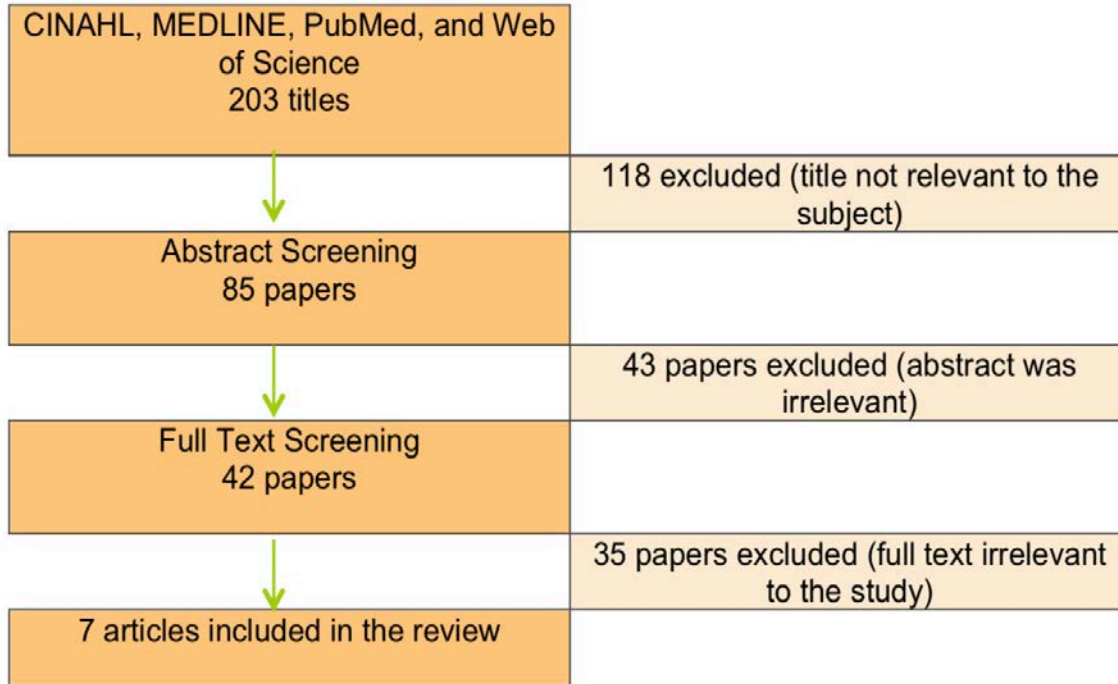 CINAHL, MEDLINE, PubMed, and Web
of Science
203 titles
118 excluded (title not relevant to the
subject)
Abstract Screening
85 papers
43 papers excluded (abstract was
irrelevant)
Full Text Screening
42 papers
35 papers excluded (full text irrelevant
to the study)
7 articles included in the review